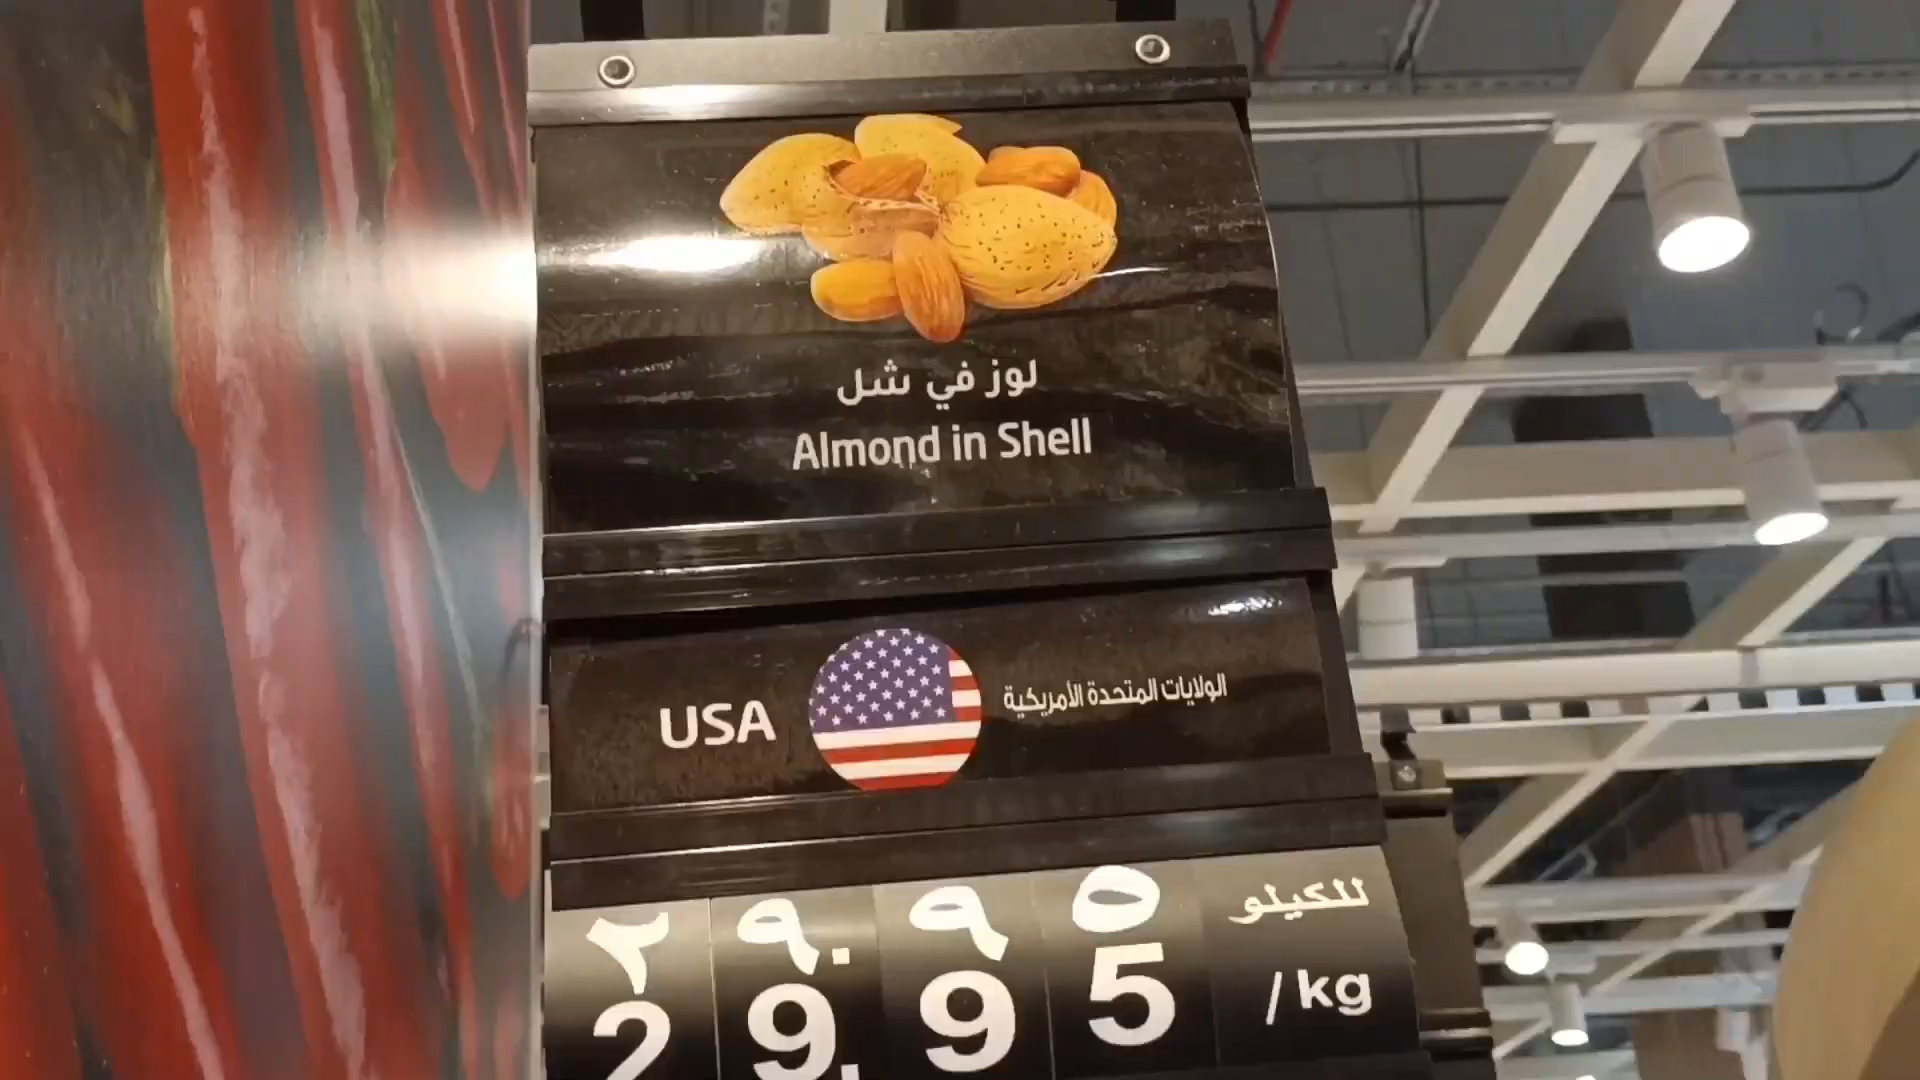 لوز في شل
Almond in Shell
USA الولايات المتحدة الأمريكية
٢٩.٩٥ للكيلو
29.95 /kg